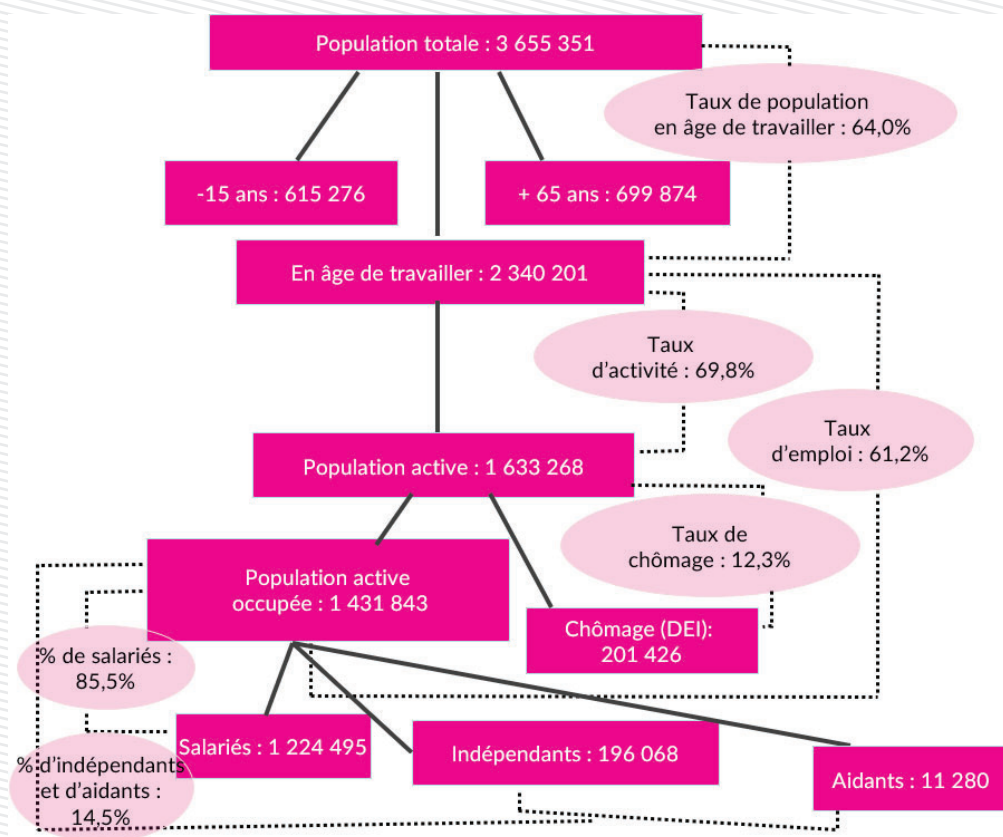 Population totale : 3 655 351
Taux de population
en âge de travailler : 64,0%
-15 ans : 615 276
+ 65 ans : 699 874
En âge de travailler : 2 340 201
Taux
d’activité : 69,8%
Taux
d’emploi : 61,2%
Population active : 1 633 268
Taux de
chômage : 12,3%
Population active
occupée : 1 431 843
Chômage (DEI):
201 426
% de salariés :
85,5%
Salariés : 1 224 495
Indépendants : 196 068
Aidants : 11 280
% d’indépendants
et d’aidants :
14,5%